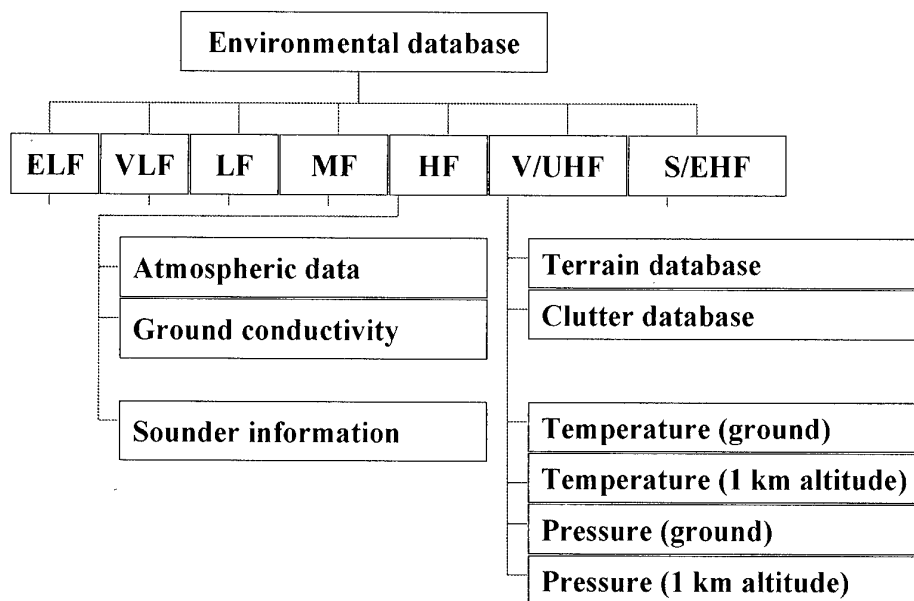 Environmental database
ELF VLF LF MF HF V/UHF S/EHF
Atmospheric data
Ground conductivity
Sounder information
Terrain database
Clutter database
Temperature (ground)
Temperature (1 km altitude)
Pressure (ground)
Pressure (1 km altitude)